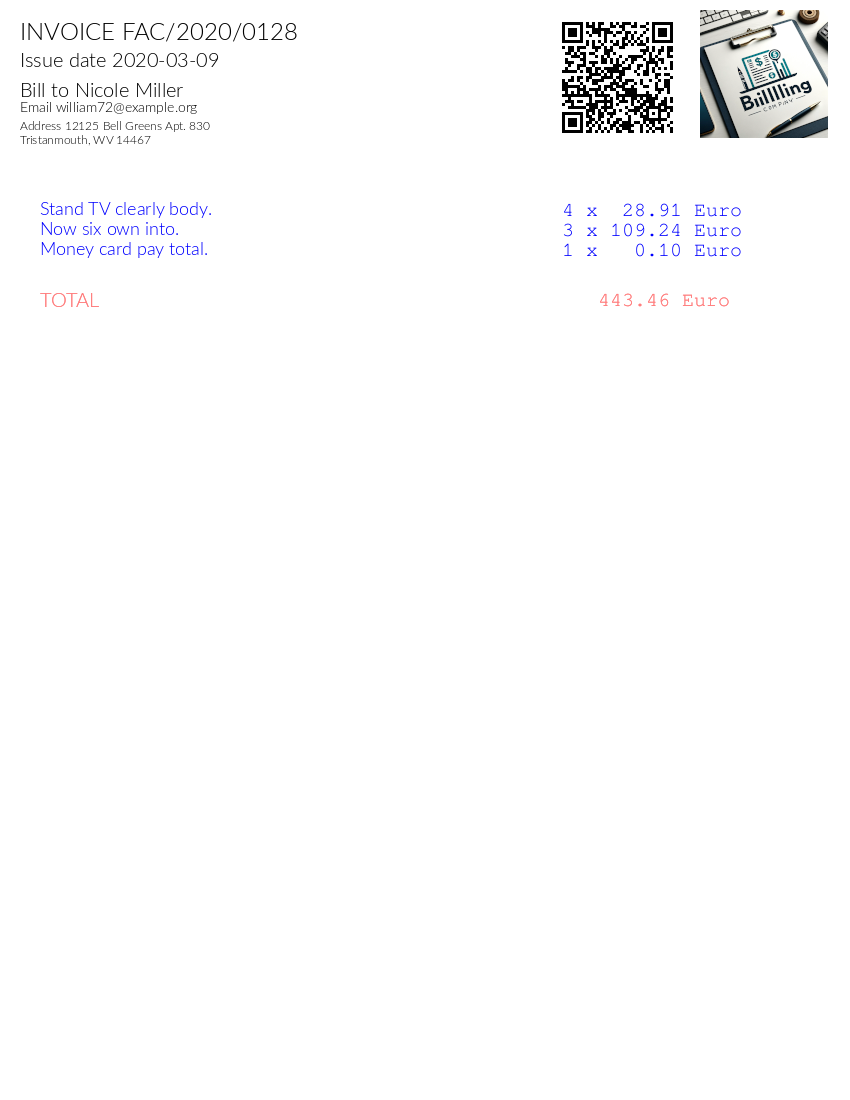 INVOICE FAC/2020/0128
Issue date 2020-03-09
Bill to Nicole Miller
Email william72@example.org
Address 12125 Bell Greens Apt. 830
Tristanmouth, WV 14467
Biillling
COMPANY
Stand TV clearly body. 4 x 28.91 Euro
Now six own into. 3 x 109.24 Euro
Money card pay total. 1 x 0.10 Euro
TOTAL 443.46 Euro